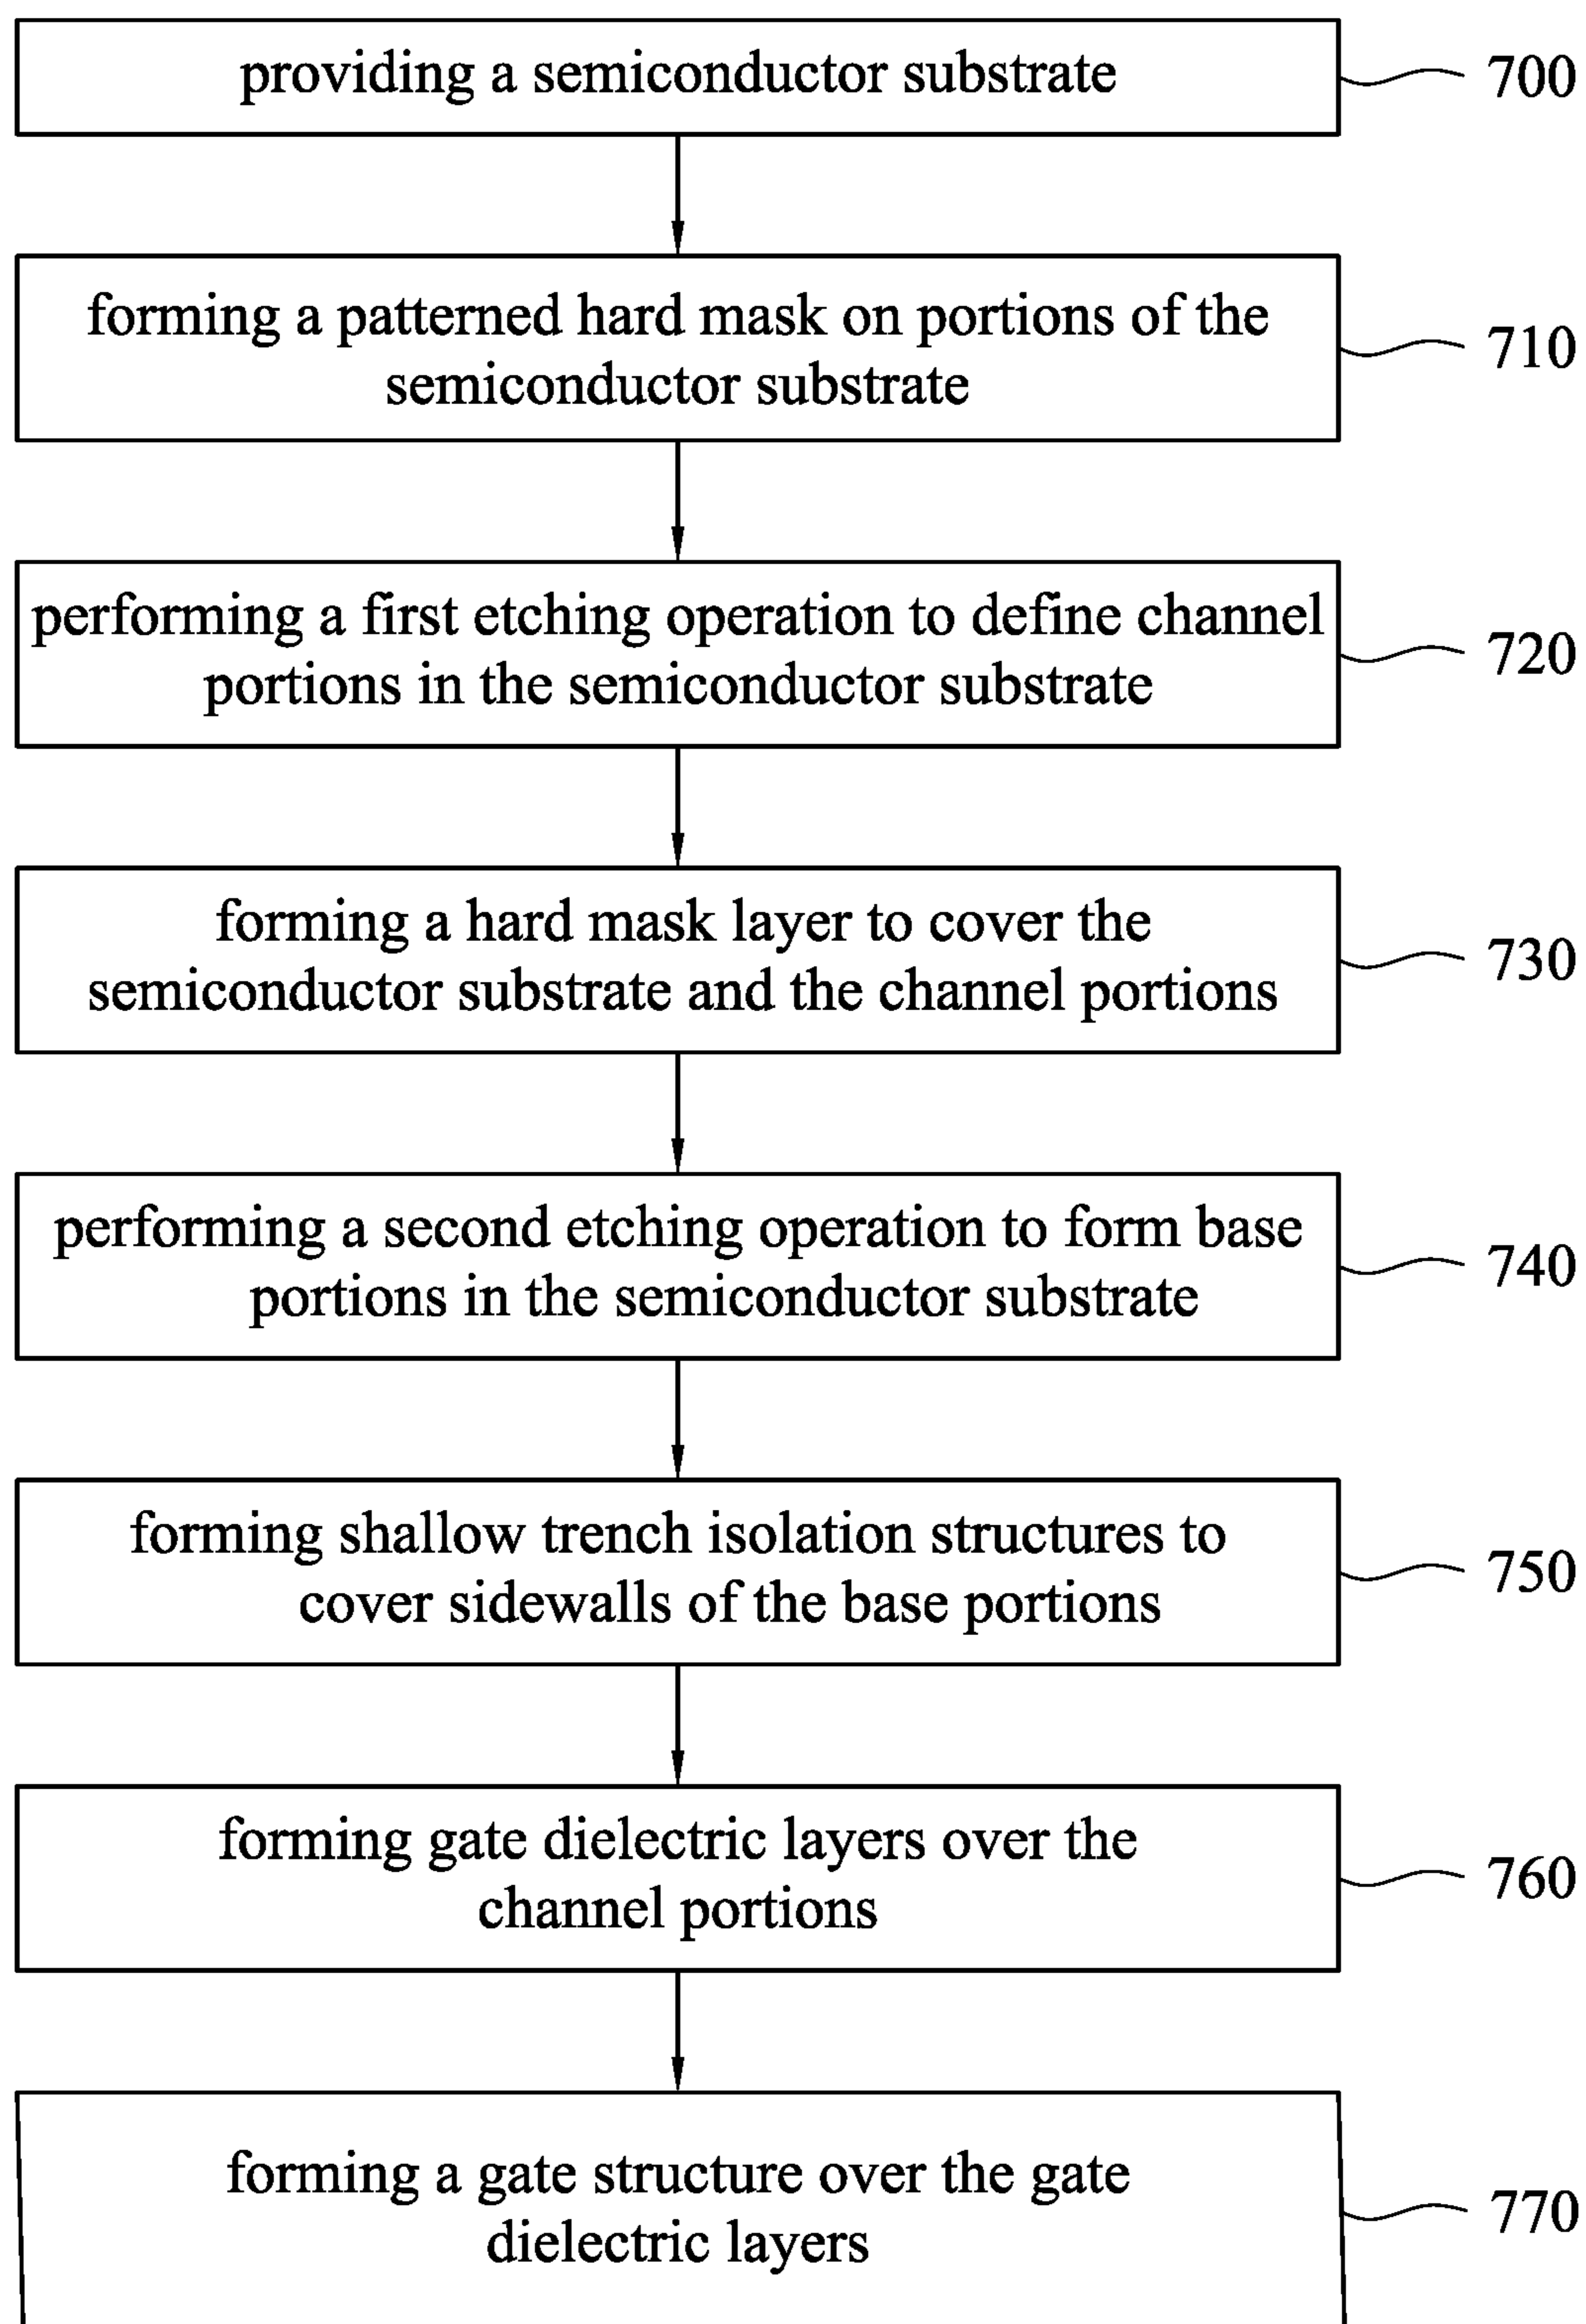 providing a semiconductor substrate
700
forming a patterned hard mask on portions of the
semiconductor substrate
710
performing a first etching operation to define channel
portions in the semiconductor substrate
720
forming a hard mask layer to cover the
semiconductor substrate and the channel portions
730
performing a second etching operation to form base
portions in the semiconductor substrate
740
forming shallow trench isolation structures to
cover sidewalls of the base portions
750
forming gate dielectric layers over the
channel portions
760
forming a gate structure over the gate
dielectric layers
770